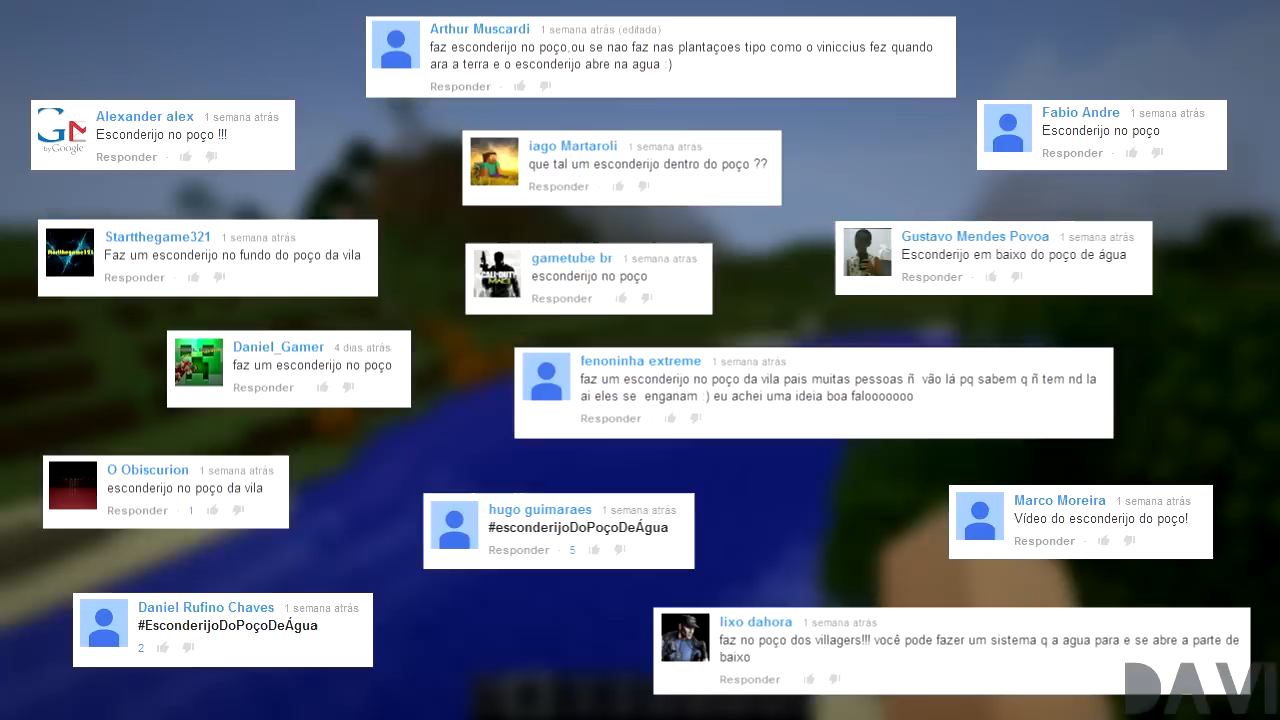 Arthur Muscardi 1 semana atrás (editada)
faz esconderijo no poço,ou se nao faz nas plantaçoes tipo como o viniccius fez quando
ara a terra e o esconderijo abre na agua :)
Responder ·
Alexander alex 1 semana atrás
Esconderijo no poço !!!
Responder ·
GM
by Google
Fabio Andre 1 semana atrás
Esconderijo no poço
Responder ·
iago Martaroli 1 semana atrás
que tal um esconderijo dentro do poço ??
Responder ·
Startthegame321 1 semana atrás
Faz um esconderijo no fundo do poço da vila
Responder ·
gametube br 1 semana atrás
esconderijo no poço
Responder
CALL OF DUTY
MW3
Gustavo Mendes Povoa 1 semana atrás
Esconderijo em baixo do poço de água
Responder ·
Daniel_Gamer 4 dias atrás
faz um esconderijo no poço
Responder
fenoninha extreme 1 semana atrás
faz um esconderijo no poço da vila pais muitas pessoas ñ vão lá pq sabem q ñ tem nd la
ai eles se enganam :) eu achei uma ideia boa falooooooo
Responder
O Obiscurion 1 semana atrás
esconderijo no poço da vila
Responder · 1
hugo guimaraes 1 semana atrás
#esconderijoDoPoçoDeÁgua
Responder · 5
Marco Moreira 1 semana atrás
Vídeo do esconderijo do poço!
Responder ·
Daniel Rufino Chaves 1 semana atrás
#EsconderijoDoPoçoDeÁgua
2
lixo dahora 1 semana atrás
faz no poço dos villagers!!! você pode fazer um sistema q a agua para e se abre a parte de
baixo
Responder
DAVI